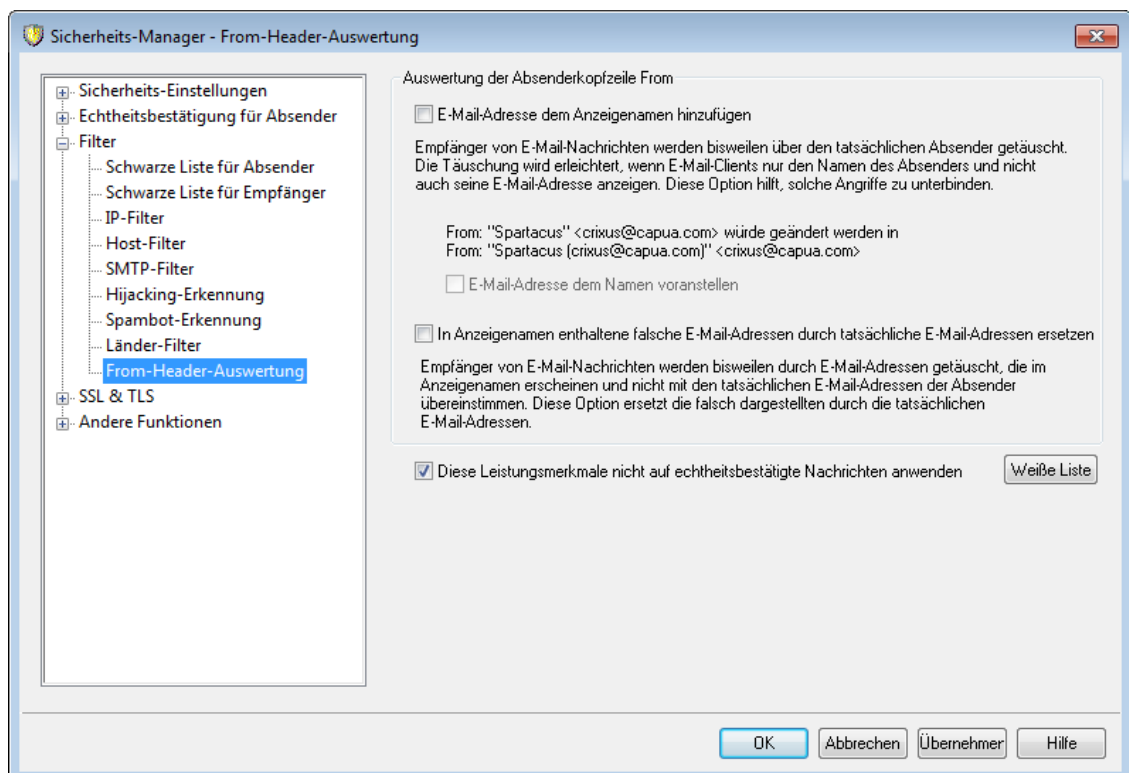 Sicherheits-Manager - From-Header-Auswertung
Sicherheits-Einstellungen
Echtheitsbestätigung für Absender
Filter
Schwarze Liste für Absender
Schwarze Liste für Empfänger
IP-Filter
Host-Filter
SMTP-Filter
Hijacking-Erkennung
Spambot-Erkennung
Länder-Filter
From-Header-Auswertung
SSL & TLS
Andere Funktionen
Auswertung der Absenderkopfzeile From
E-Mail-Adresse dem Anzeigenamen hinzufügen
Empfänger von E-Mail-Nachrichten werden bisweilen über den tatsächlichen Absender getäuscht.
Die Täuschung wird erleichtert, wenn E-Mail-Clients nur den Namen des Absenders und nicht
auch seine E-Mail-Adresse anzeigen. Diese Option hilft, solche Angriffe zu unterbinden.
From: "Spartacus" <crixus@capua.com> würde geändert werden in
From: "Spartacus (crixus@capua.com)" <crixus@capua.com>
E-Mail-Adresse dem Namen voranstellen
In Anzeigenamen enthaltene falsche E-Mail-Adressen durch tatsächliche E-Mail-Adressen ersetzen
Empfänger von E-Mail-Nachrichten werden bisweilen durch E-Mail-Adressen getäuscht, die im
Anzeigenamen erscheinen und nicht mit den tatsächlichen E-Mail-Adressen der Absender
übereinstimmen. Diese Option ersetzt die falsch dargestellten durch die tatsächlichen
E-Mail-Adressen.
Diese Leistungsmerkmale nicht auf echtheitsbestätigte Nachrichten anwenden
Weiße Liste
OK
Abbrechen
Übernehmer
Hilfe